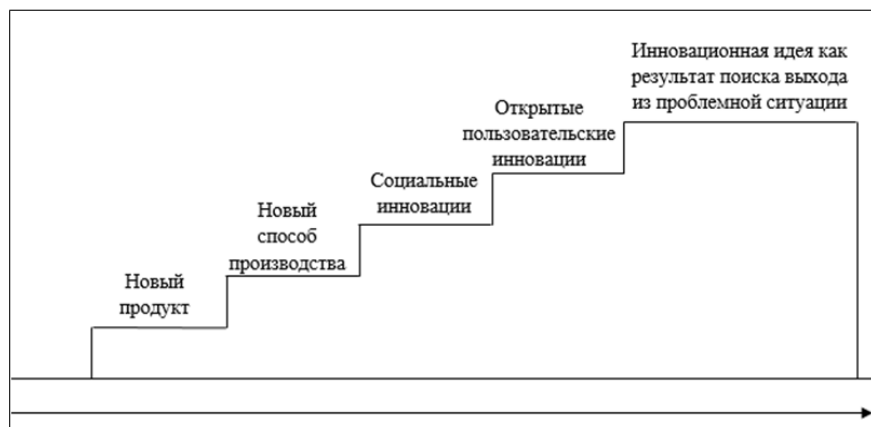 Новый
продукт
Новый
способ
производства
Социальные
инновации
Открытые
пользовательские
инновации
Инновационная идея как
результат поиска выхода
из проблемной ситуации